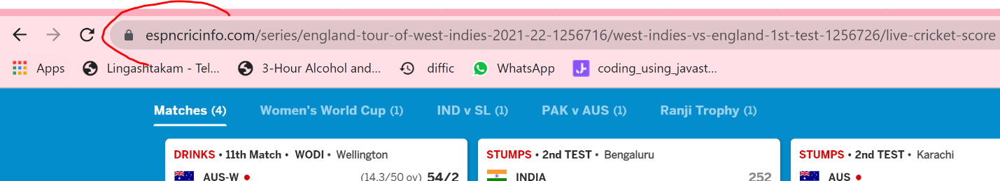 espncricinfo.com/series/england-tour-of-west-indies-2021-22-1256716/west-indies-vs-england-1st-test-1256726/live-cricket-score
Apps Lingashtakam - Tel... 3-Hour Alcohol and... diffic WhatsApp coding_using_javast...
Matches (4) Women's World Cup (1) IND v SL (1) PAK v AUS (1) Ranji Trophy (1)
DRINKS • 11th Match • WODI • Wellington STUMPS • 2nd TEST • Bengaluru STUMPS • 2nd TEST • Karachi
AUS-W (14.3/50 ov) 54/2 INDIA 252 AUS